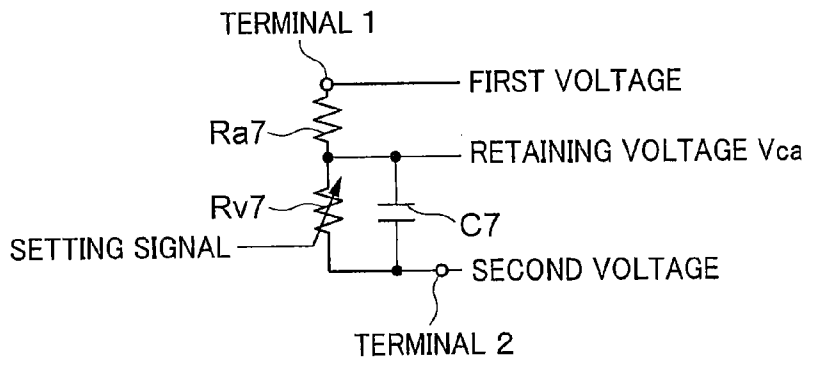 TERMINAL 1
FIRST VOLTAGE
Ra7
RETAINING VOLTAGE Vca
Rv7
C7
SETTING SIGNAL
SECOND VOLTAGE
TERMINAL 2